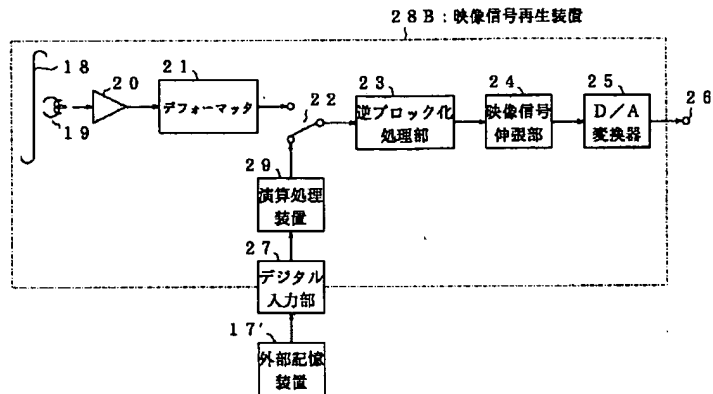 28B:映像信号再生装置
18
19
20
21
デフォーマッタ
22
23
逆ブロック化
処理部
24
映像信号
伸張部
25
D/A
変換器
26
29
演算処理
装置
27
デジタル
入力部
17'
外部記憶
装置